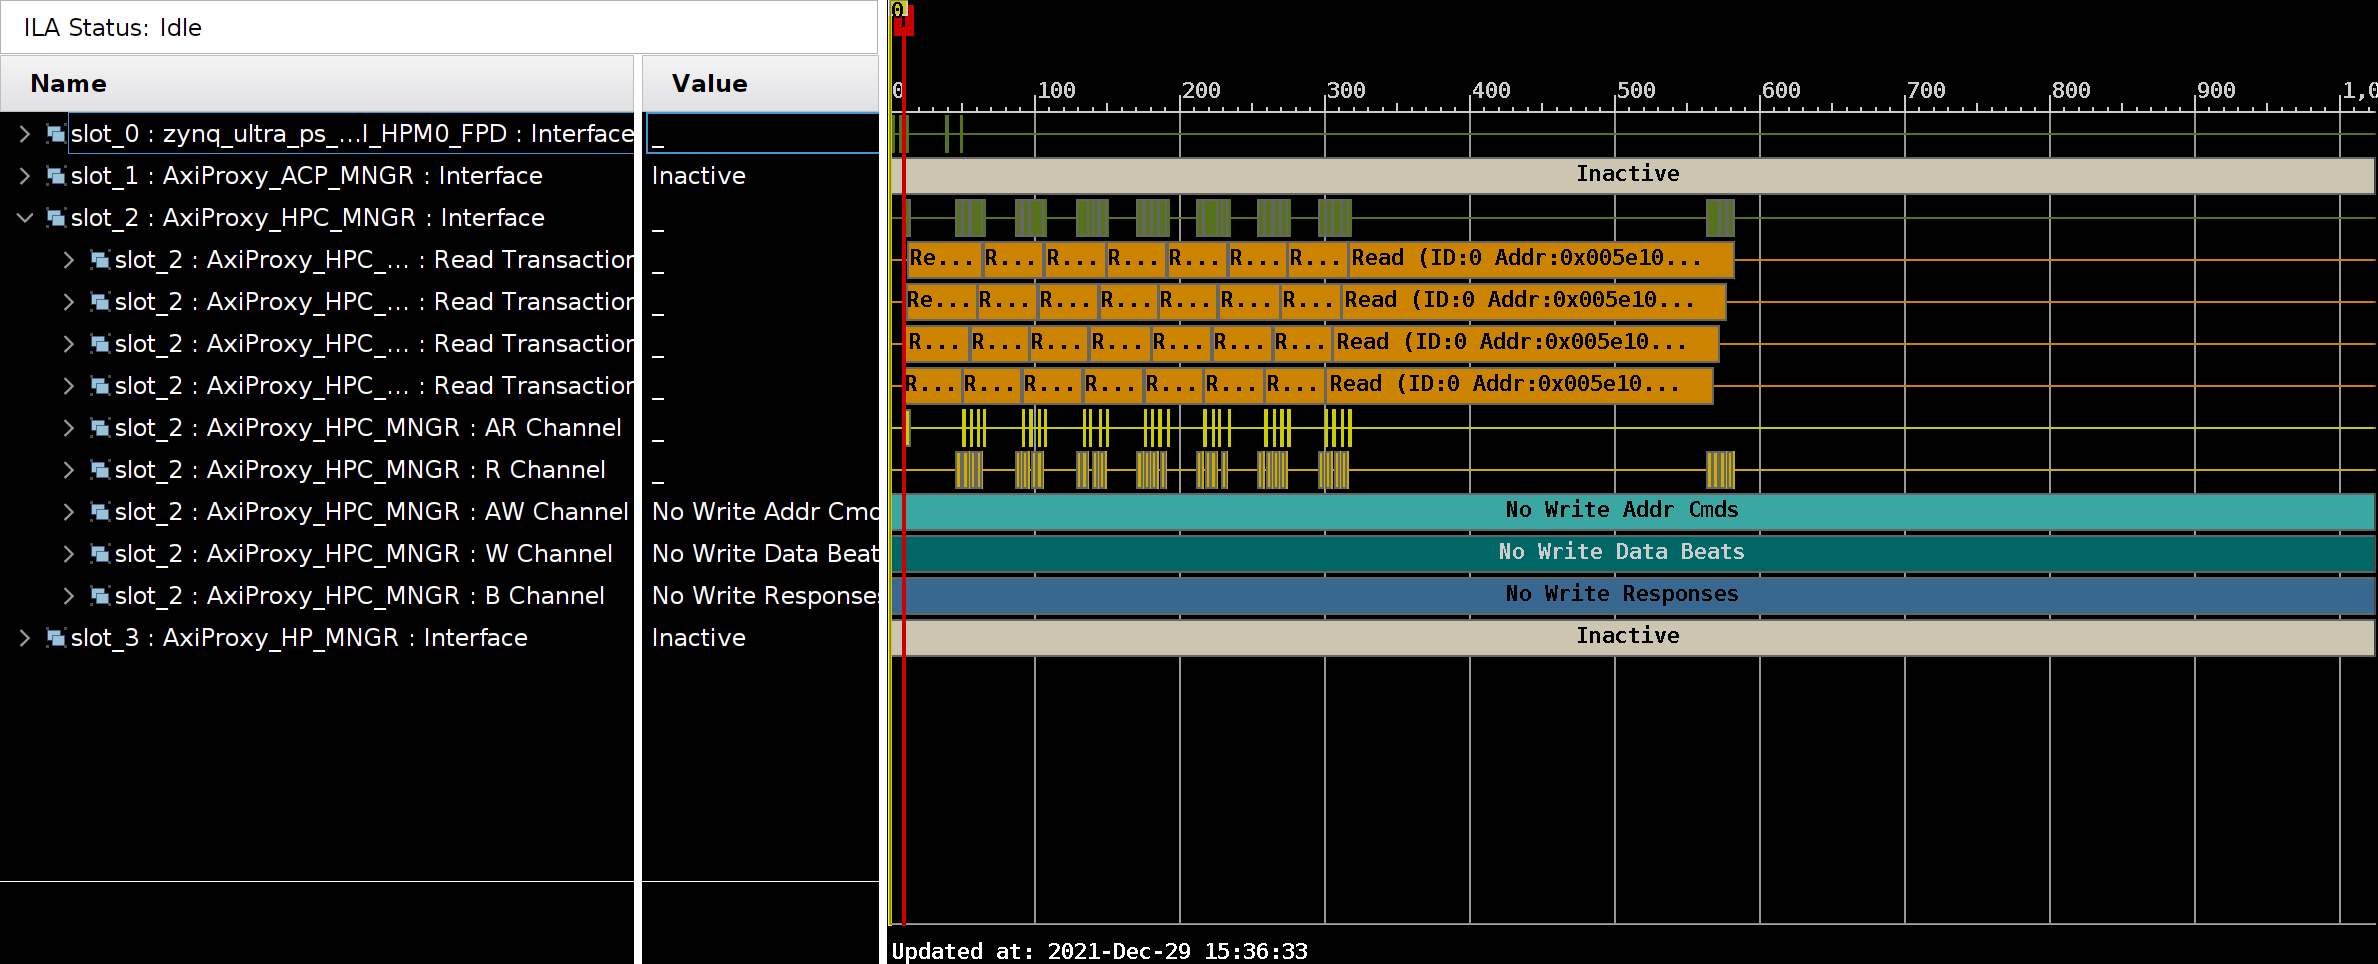 ILA Status: Idle
Name Value
0
0 100 200 300 400 500 600 700 800 900 1,0
slot_0 : zynq_ultra_ps_...I_HPM0_FPD : Interface _
slot_1 : AxiProxy_ACP_MNGR : Interface Inactive Inactive
slot_2 : AxiProxy_HPC_MNGR : Interface _
slot_2 : AxiProxy_HPC_... : Read Transaction _ Re... R... R... R... R... R... R... Read (ID:0 Addr:0x005e10...
slot_2 : AxiProxy_HPC_... : Read Transaction _ Re... R... R... R... R... R... R... Read (ID:0 Addr:0x005e10...
slot_2 : AxiProxy_HPC_... : Read Transaction _ R... R... R... R... R... R... R... Read (ID:0 Addr:0x005e10...
slot_2 : AxiProxy_HPC_... : Read Transaction _ R... R... R... R... R... R... R... Read (ID:0 Addr:0x005e10...
slot_2 : AxiProxy_HPC_MNGR : AR Channel _
slot_2 : AxiProxy_HPC_MNGR : R Channel _
slot_2 : AxiProxy_HPC_MNGR : AW Channel No Write Addr Cmd No Write Addr Cmds
slot_2 : AxiProxy_HPC_MNGR : W Channel No Write Data Beat No Write Data Beats
slot_2 : AxiProxy_HPC_MNGR : B Channel No Write Responses No Write Responses
slot_3 : AxiProxy_HP_MNGR : Interface Inactive Inactive
Updated at: 2021-Dec-29 15:36:33